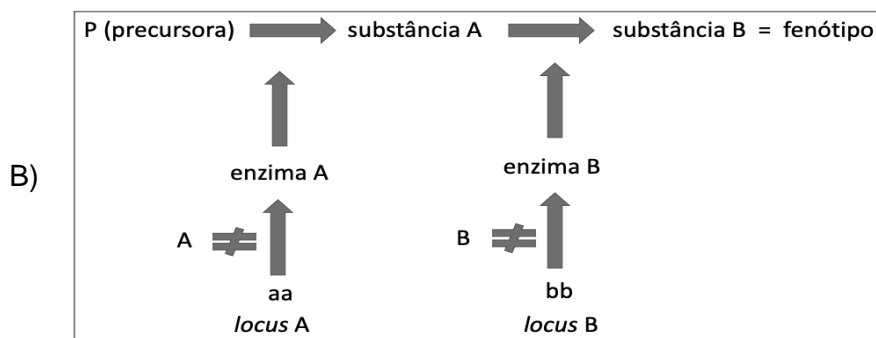 P (precursora) substância A substância B = fenótipo
enzima A enzima B
B)
A ≠ B ≠
aa bb
locus A locus B